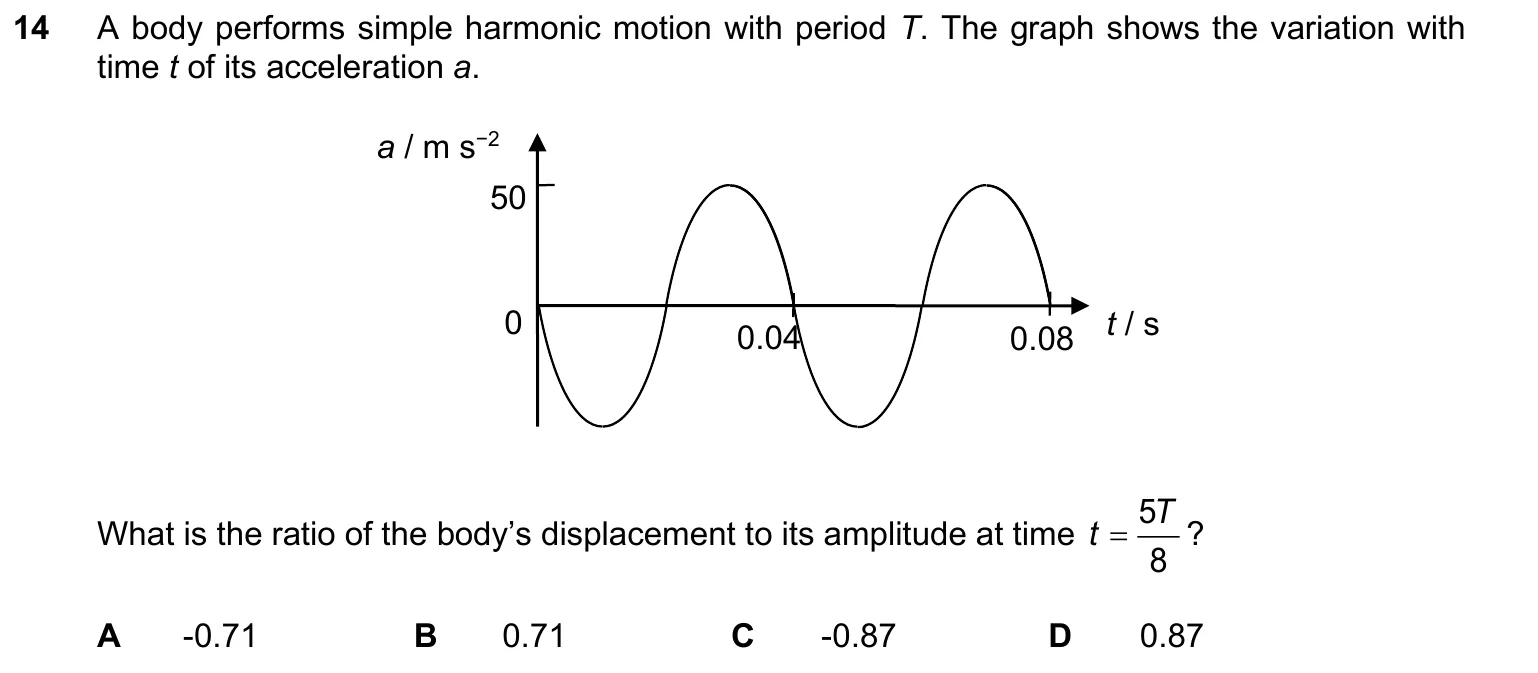 14 A body performs simple harmonic motion with period T. The graph shows the variation with
time t of its acceleration a.
a / m s⁻²
50
0
0.04
0.08
t / s
What is the ratio of the body’s displacement to its amplitude at time t = 5T/8 ?
A -0.71 B 0.71 C -0.87 D 0.87